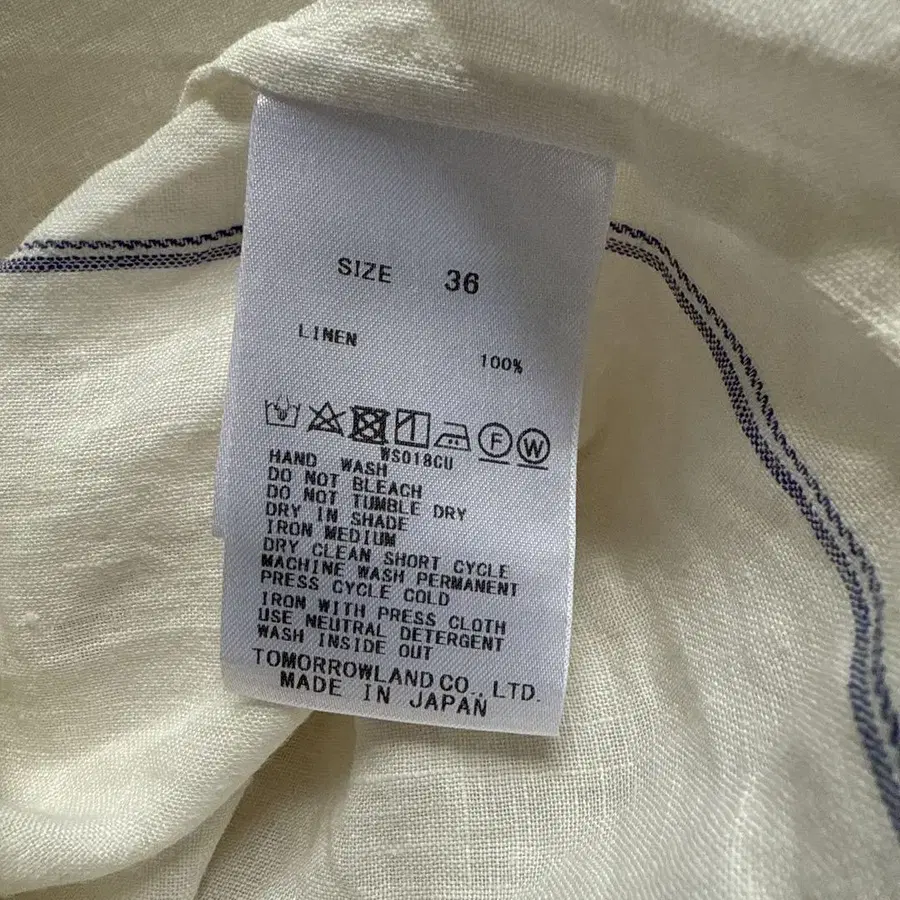 SIZE 36
LINEN
100%
F W
WS018CU
HAND WASH
DO NOT BLEACH
DO NOT TUMBLE DRY
DRY IN SHADE
IRON MEDIUM
DRY CLEAN SHORT CYCLE
MACHINE WASH PERMANENT
PRESS CYCLE COLD
IRON WITH PRESS CLOTH
USE NEUTRAL DETERGENT
WASH INSIDE OUT
TOMORROWLAND CO., LTD.
MADE IN JAPAN